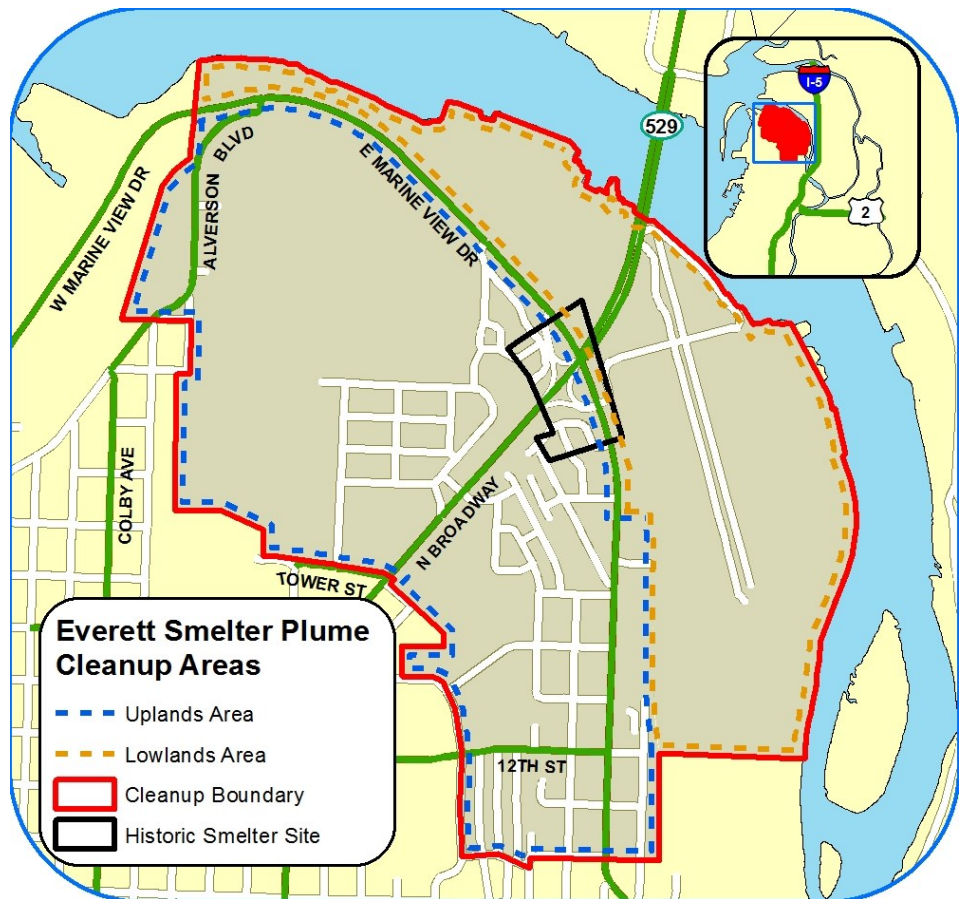 529
I-5
2
W MARINE VIEW DR
ALVERSON
BLVD
E MARINE VIEW DR
COLBY AVE
N BROADWAY
TOWER ST
12TH ST
Everett Smelter Plume
Cleanup Areas
Uplands Area
Lowlands Area
Cleanup Boundary
Historic Smelter Site